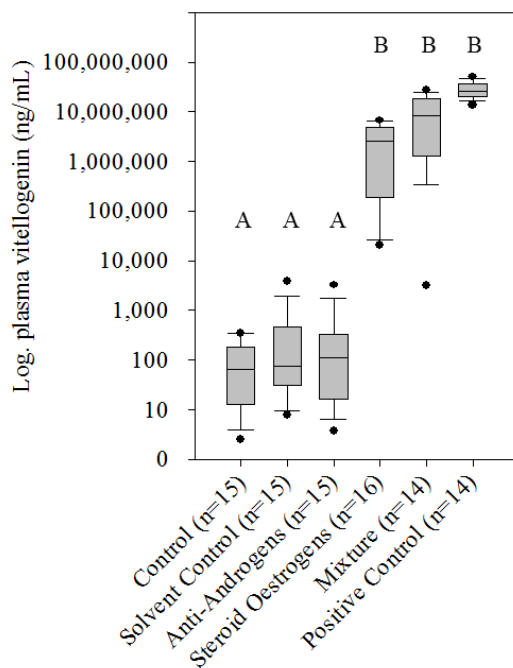 B B B
100,000,000
10,000,000
1,000,000
100,000
A A A
10,000
1,000
100
10
0
Log. plasma vitellogenin (ng/mL)
Control (n=15)
Solvent Control (n=15)
Anti-Androgens (n=15)
Steroid Oestrogens (n=16)
Mixture (n=14)
Positive Control (n=14)